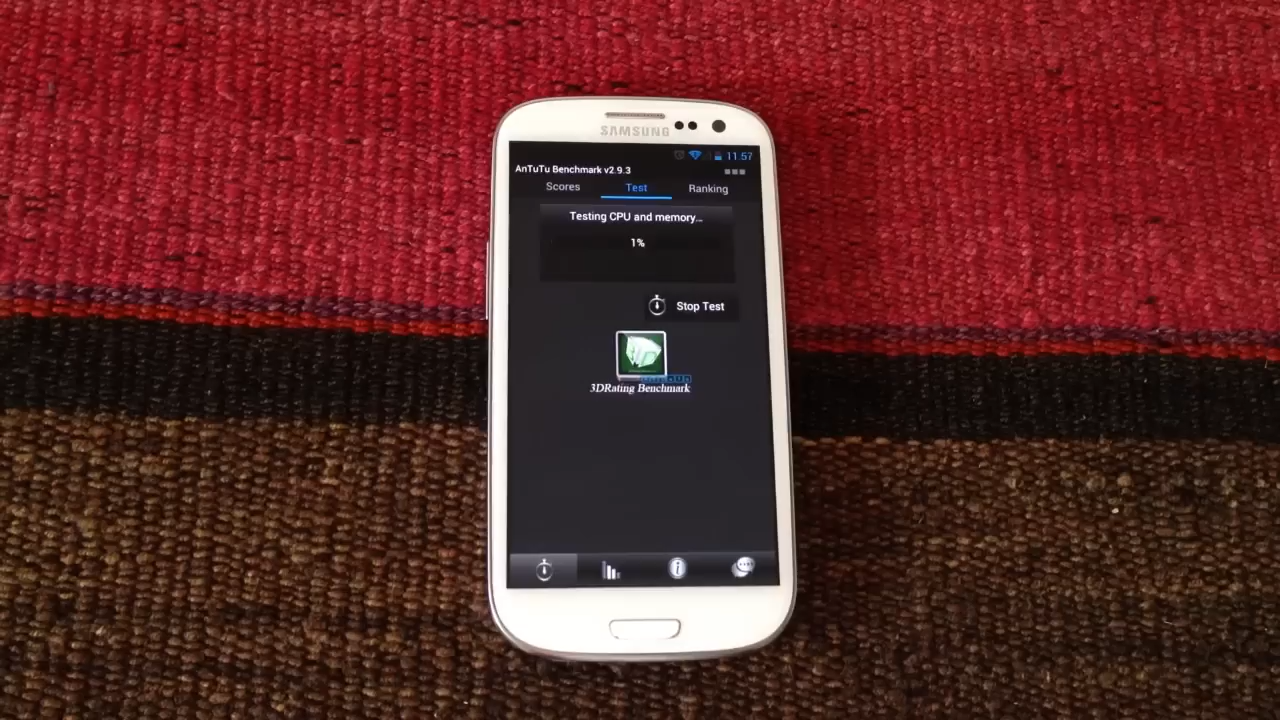 SAMSUNG
11.57
AnTuTu Benchmark v2.9.3
Scores Test Ranking
Testing CPU and memory...
1%
Stop Test
3DRating Benchmark